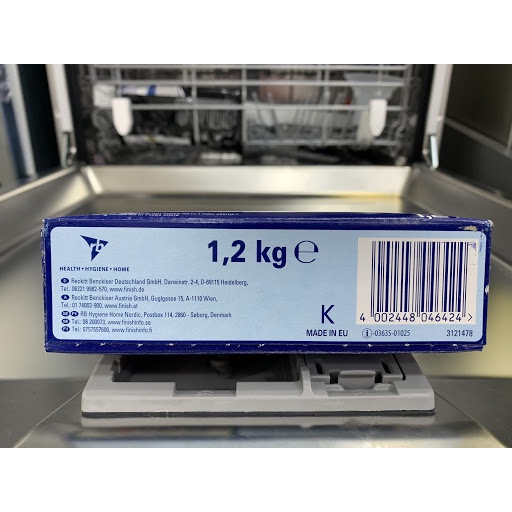 rb
HEALTH • HYGIENE • HOME
1,2 kg ℮
D Reckitt Benckiser Deutschland GmbH, Darwinstr. 2-4, D-69115 Heidelberg,
Tel.: 06221 9982-570, www.finish.de
A Reckitt Benckiser Austria GmbH, Guglgasse 15, A-1110 Wien,
Tel.: 01 74003-900, www.finish.at
RB Hygiene Home Nordic, Postbox 114, 2860 - Søborg, Denmark
Tel.: 08 200073, www.finishinfo.se
Tel.: 0757557600, www.finishinfo.fi
K
MADE IN EU
4 002448 046424 >
i -03635-01025
3121478